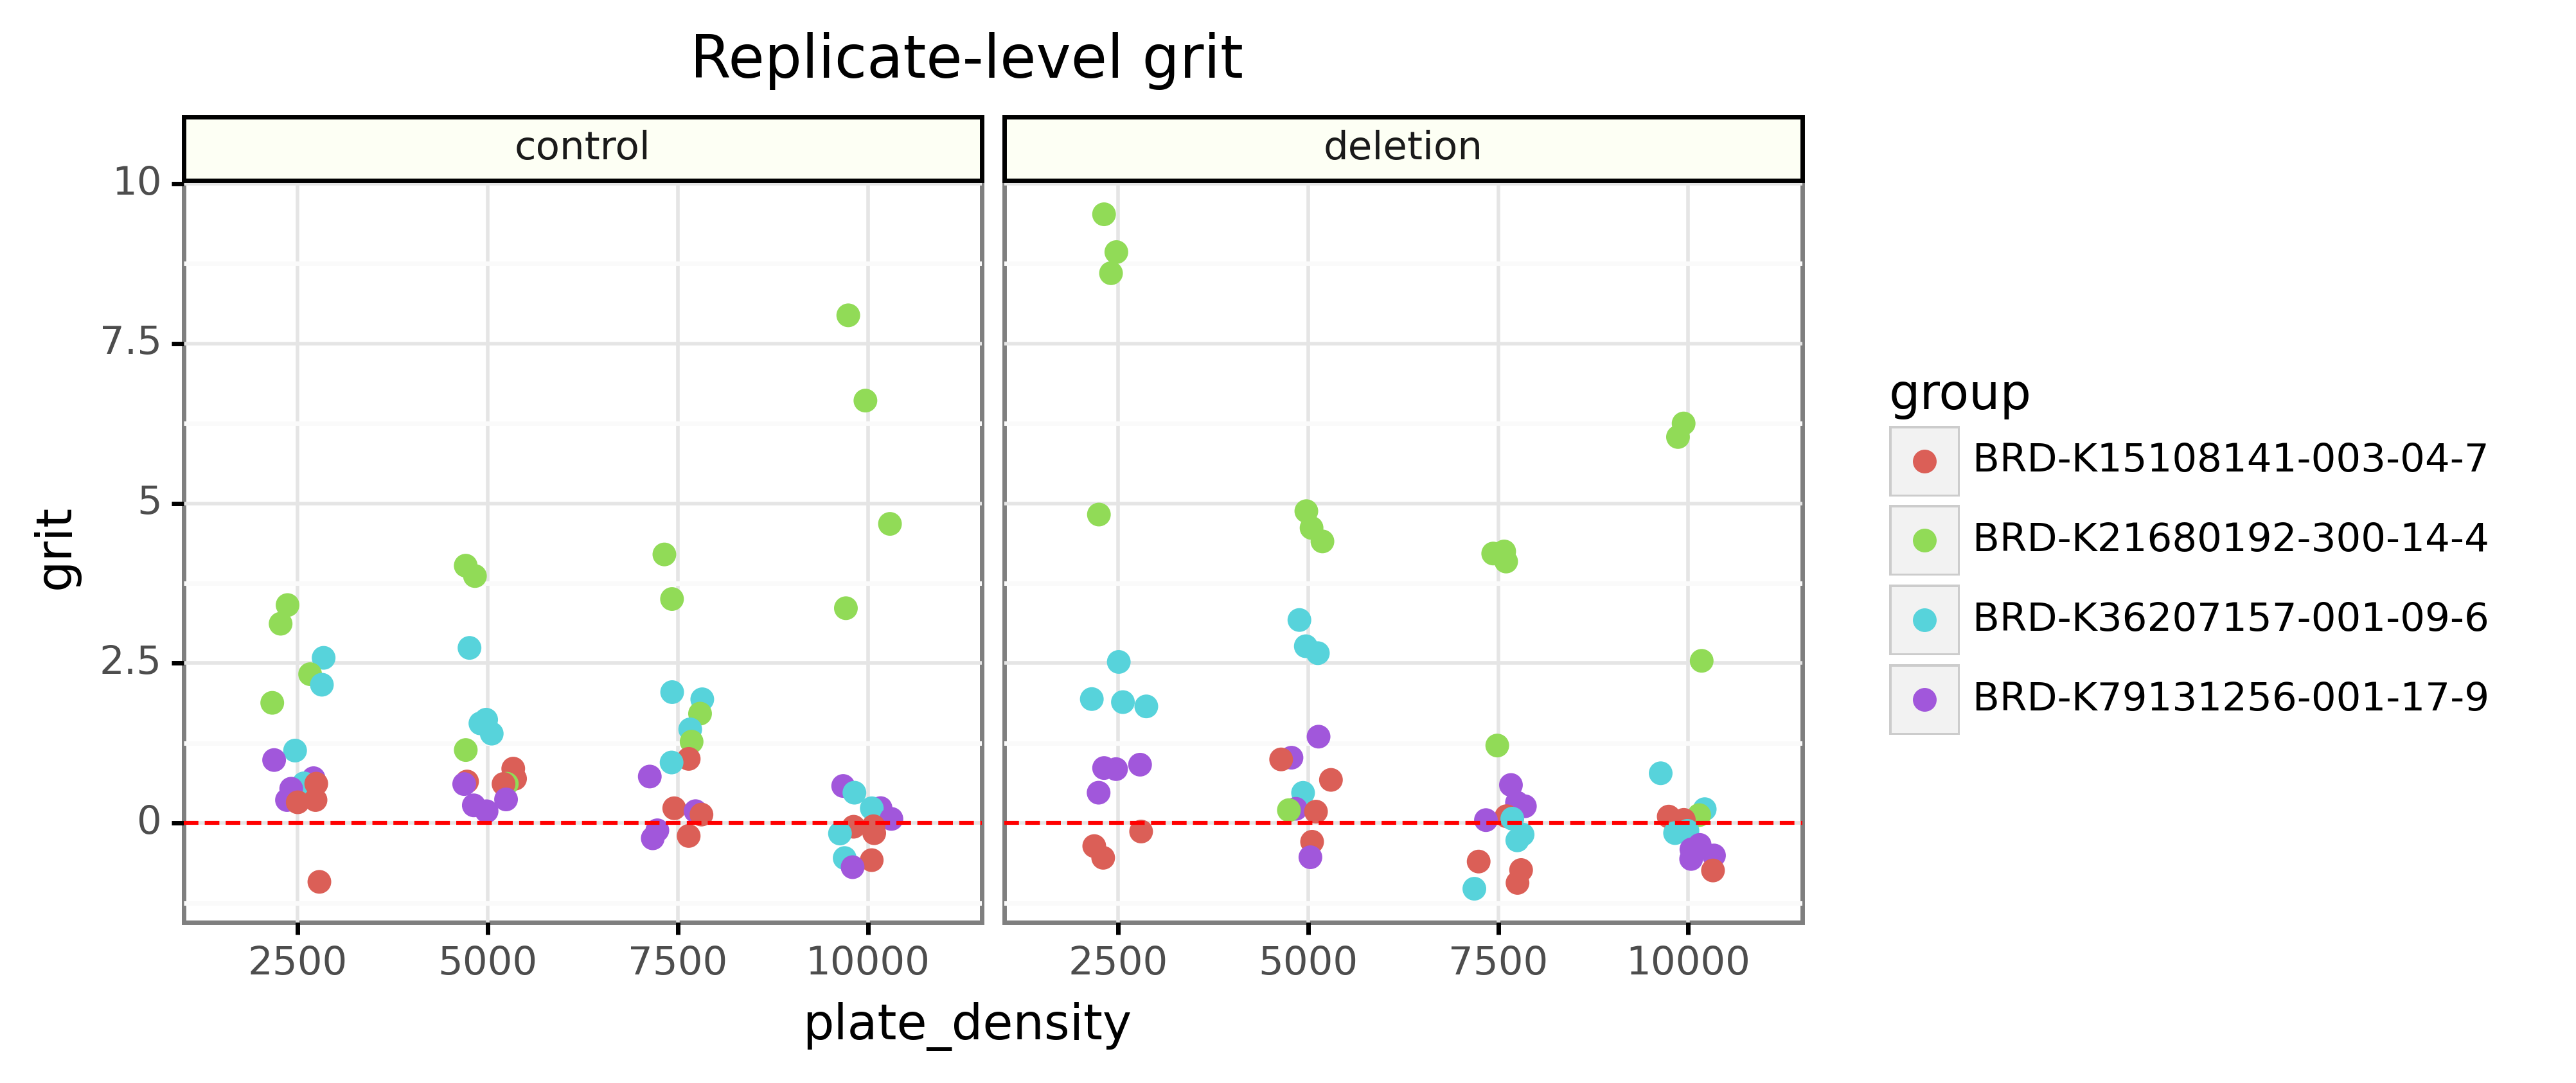 Replicate-level grit
control
deletion
10
7.5
5
2.5
0
grit
2500 5000 7500 10000
2500 5000 7500 10000
plate_density
group
BRD-K15108141-003-04-7
BRD-K21680192-300-14-4
BRD-K36207157-001-09-6
BRD-K79131256-001-17-9